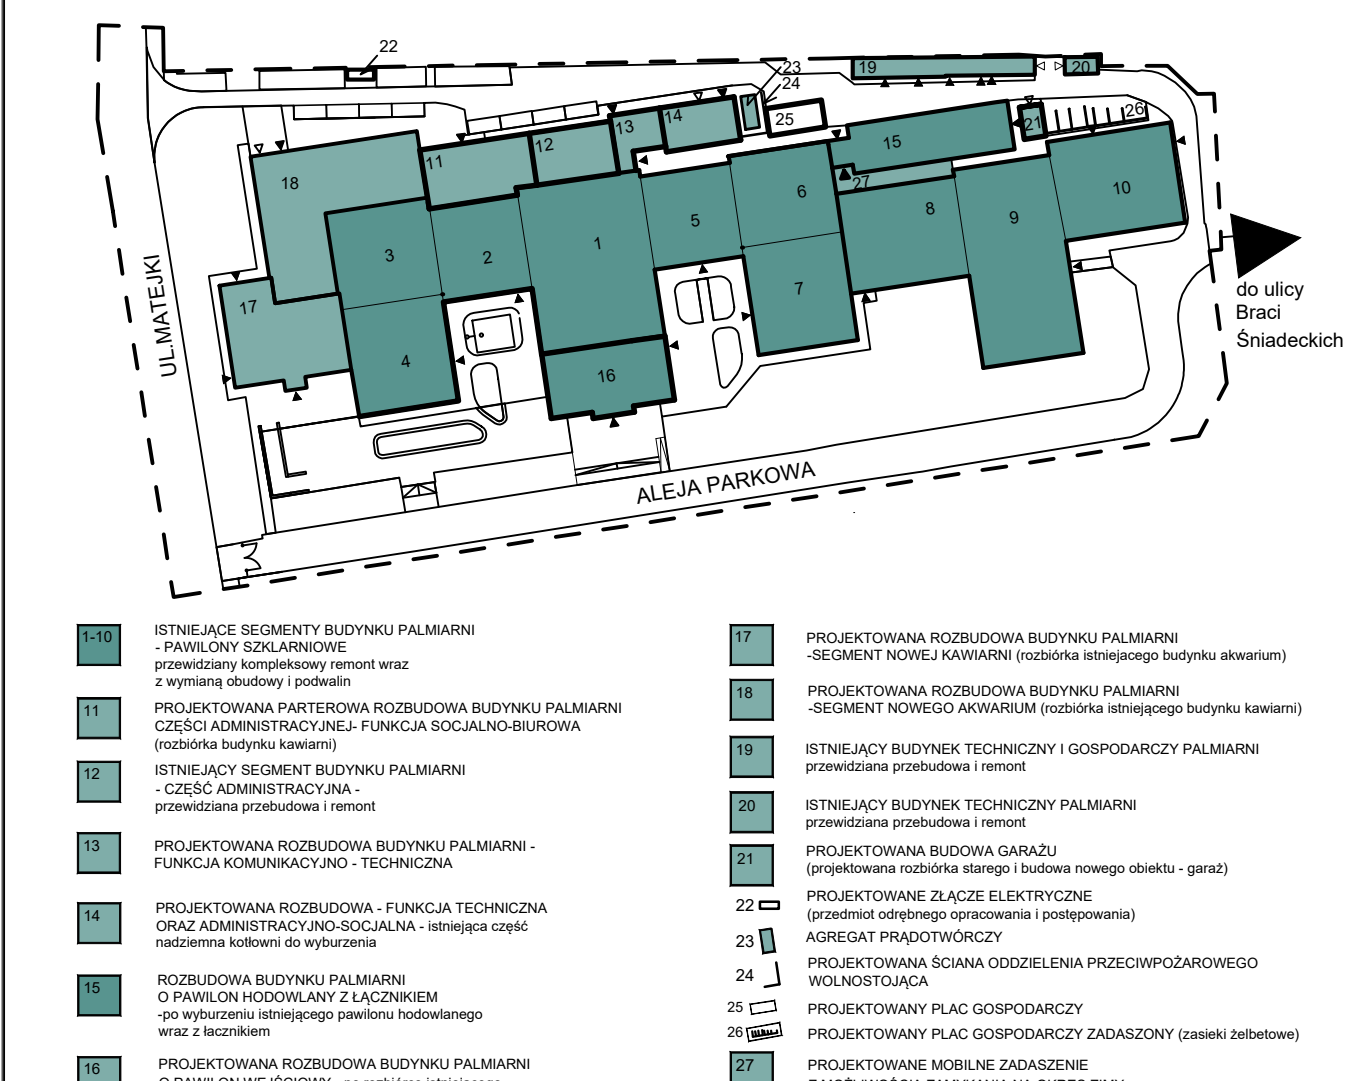 22
23
24
19
20
25
26
21
15
14
13
12
11
18
27
10
6
8
9
5
1
2
3
7
17
4
16
UL.MATEJKI
ALEJA PARKOWA
do ulicy
Braci
Śniadeckich
1-10
ISTNIEJĄCE SEGMENTY BUDYNKU PALMIARNI
- PAWILONY SZKLARNIOWE
przewidziany kompleksowy remont wraz
z wymianą obudowy i podwalin
11
PROJEKTOWANA PARTEROWA ROZBUDOWA BUDYNKU PALMIARNI
CZĘŚCI ADMINISTRACYJNEJ- FUNKCJA SOCJALNO-BIUROWA
(rozbiórka budynku kawiarni)
12
ISTNIEJĄCY SEGMENT BUDYNKU PALMIARNI
- CZĘŚĆ ADMINISTRACYJNA -
przewidziana przebudowa i remont
13
PROJEKTOWANA ROZBUDOWA BUDYNKU PALMIARNI -
FUNKCJA KOMUNIKACYJNO - TECHNICZNA
14
PROJEKTOWANA ROZBUDOWA - FUNKCJA TECHNICZNA
ORAZ ADMINISTRACYJNO-SOCJALNA - istniejąca część
nadziemna kotłowni do wyburzenia
15
ROZBUDOWA BUDYNKU PALMIARNI
O PAWILON HODOWLANY Z ŁĄCZNIKIEM
-po wyburzeniu istniejącego pawilonu hodowlanego
wraz z łacznikiem
16
PROJEKTOWANA ROZBUDOWA BUDYNKU PALMIARNI
O PAWILON WEJŚCIOWY - po rozbiórce istniejącego
17
PROJEKTOWANA ROZBUDOWA BUDYNKU PALMIARNI
-SEGMENT NOWEJ KAWIARNI (rozbiórka istniejacego budynku akwarium)
18
PROJEKTOWANA ROZBUDOWA BUDYNKU PALMIARNI
-SEGMENT NOWEGO AKWARIUM (rozbiórka istniejącego budynku kawiarni)
19
ISTNIEJĄCY BUDYNEK TECHNICZNY I GOSPODARCZY PALMIARNI
przewidziana przebudowa i remont
20
ISTNIEJĄCY BUDYNEK TECHNICZNY PALMIARNI
przewidziana przebudowa i remont
21
PROJEKTOWANA BUDOWA GARAŻU
(projektowana rozbiórka starego i budowa nowego obiektu - garaż)
22
PROJEKTOWANE ZŁĄCZE ELEKTRYCZNE
(przedmiot odrębnego opracowania i postępowania)
23
AGREGAT PRĄDOTWÓRCZY
24
PROJEKTOWANA ŚCIANA ODDZIELENIA PRZECIWPOŻAROWEGO
WOLNOSTOJĄCA
25
PROJEKTOWANY PLAC GOSPODARCZY
26
PROJEKTOWANY PLAC GOSPODARCZY ZADASZONY (zasieki żelbetowe)
27
PROJEKTOWANE MOBILNE ZADASZENIE